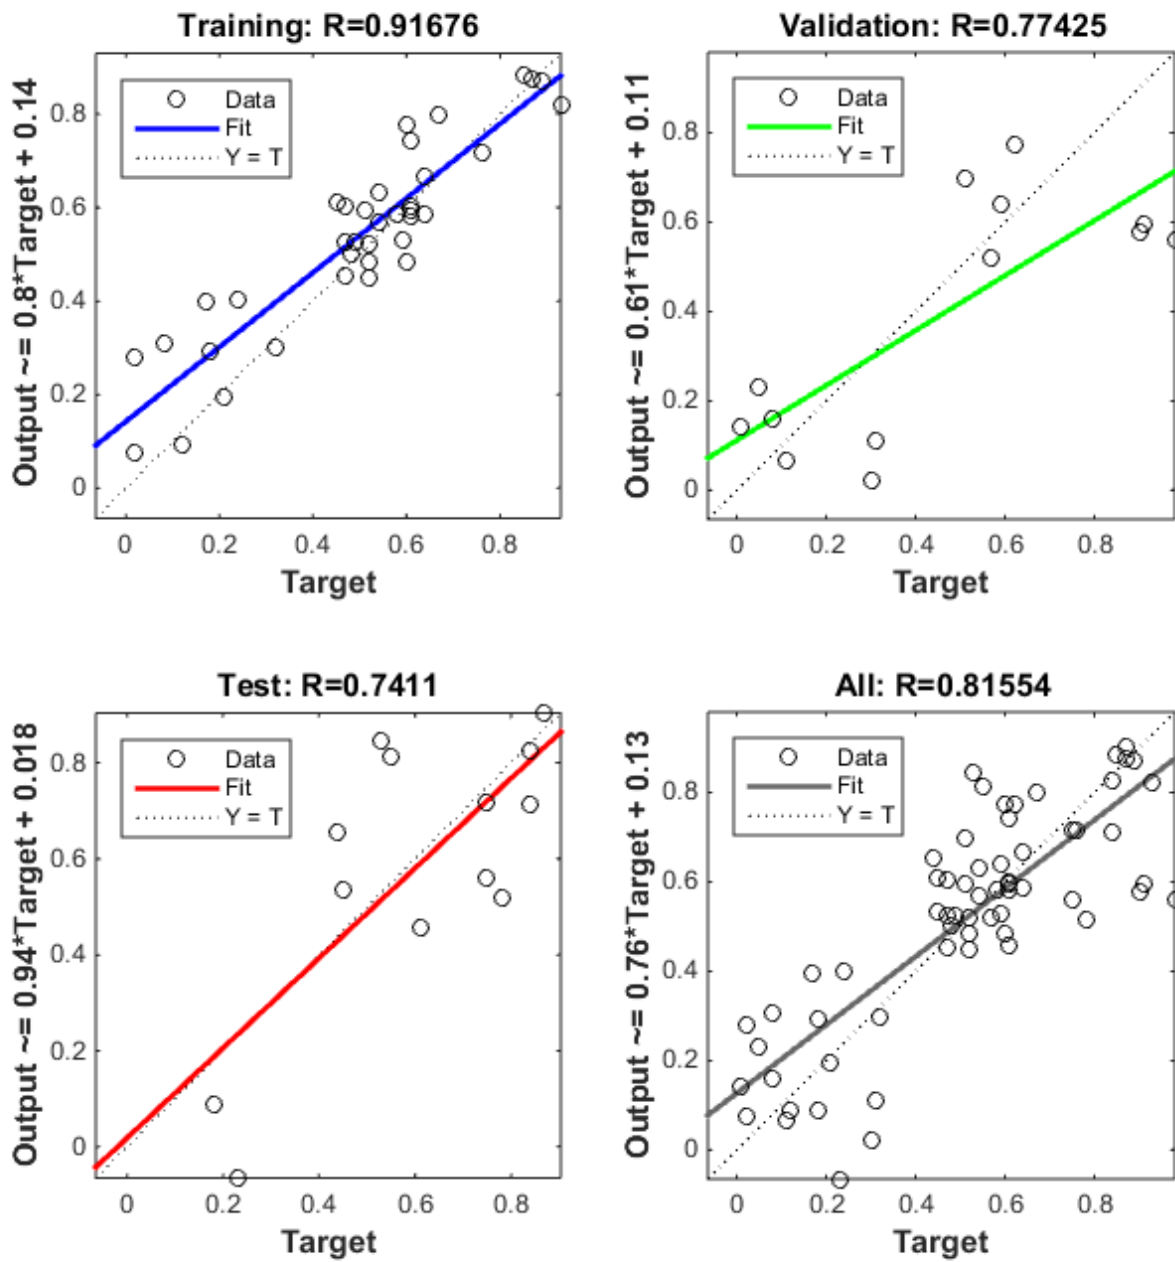 Training: R=0.91676
Output ~= 0.8*Target + 0.14
Data
Fit
Y = T
0.8
0.6
0.4
0.2
0
0 0.2 0.4 0.6 0.8
Target
Validation: R=0.77425
Output ~= 0.61*Target + 0.11
Data
Fit
Y = T
0.8
0.6
0.4
0.2
0
0 0.2 0.4 0.6 0.8
Target
Test: R=0.7411
Output ~= 0.94*Target + 0.018
Data
Fit
Y = T
0.8
0.6
0.4
0.2
0
0 0.2 0.4 0.6 0.8
Target
All: R=0.81554
Output ~= 0.76*Target + 0.13
Data
Fit
Y = T
0.8
0.6
0.4
0.2
0
0 0.2 0.4 0.6 0.8
Target